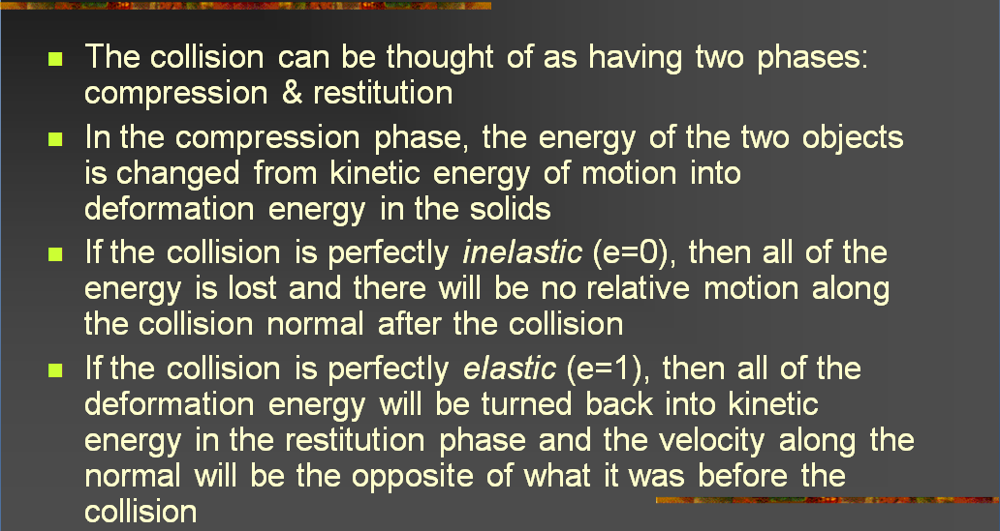 The collision can be thought of as having two phases:
compression & restitution
In the compression phase, the energy of the two objects
is changed from kinetic energy of motion into
deformation energy in the solids
If the collision is perfectly inelastic (e=0), then all of the
energy is lost and there will be no relative motion along
the collision normal after the collision
If the collision is perfectly elastic (e=1), then all of the
deformation energy will be turned back into kinetic
energy in the restitution phase and the velocity along the
normal will be the opposite of what it was before the
collision